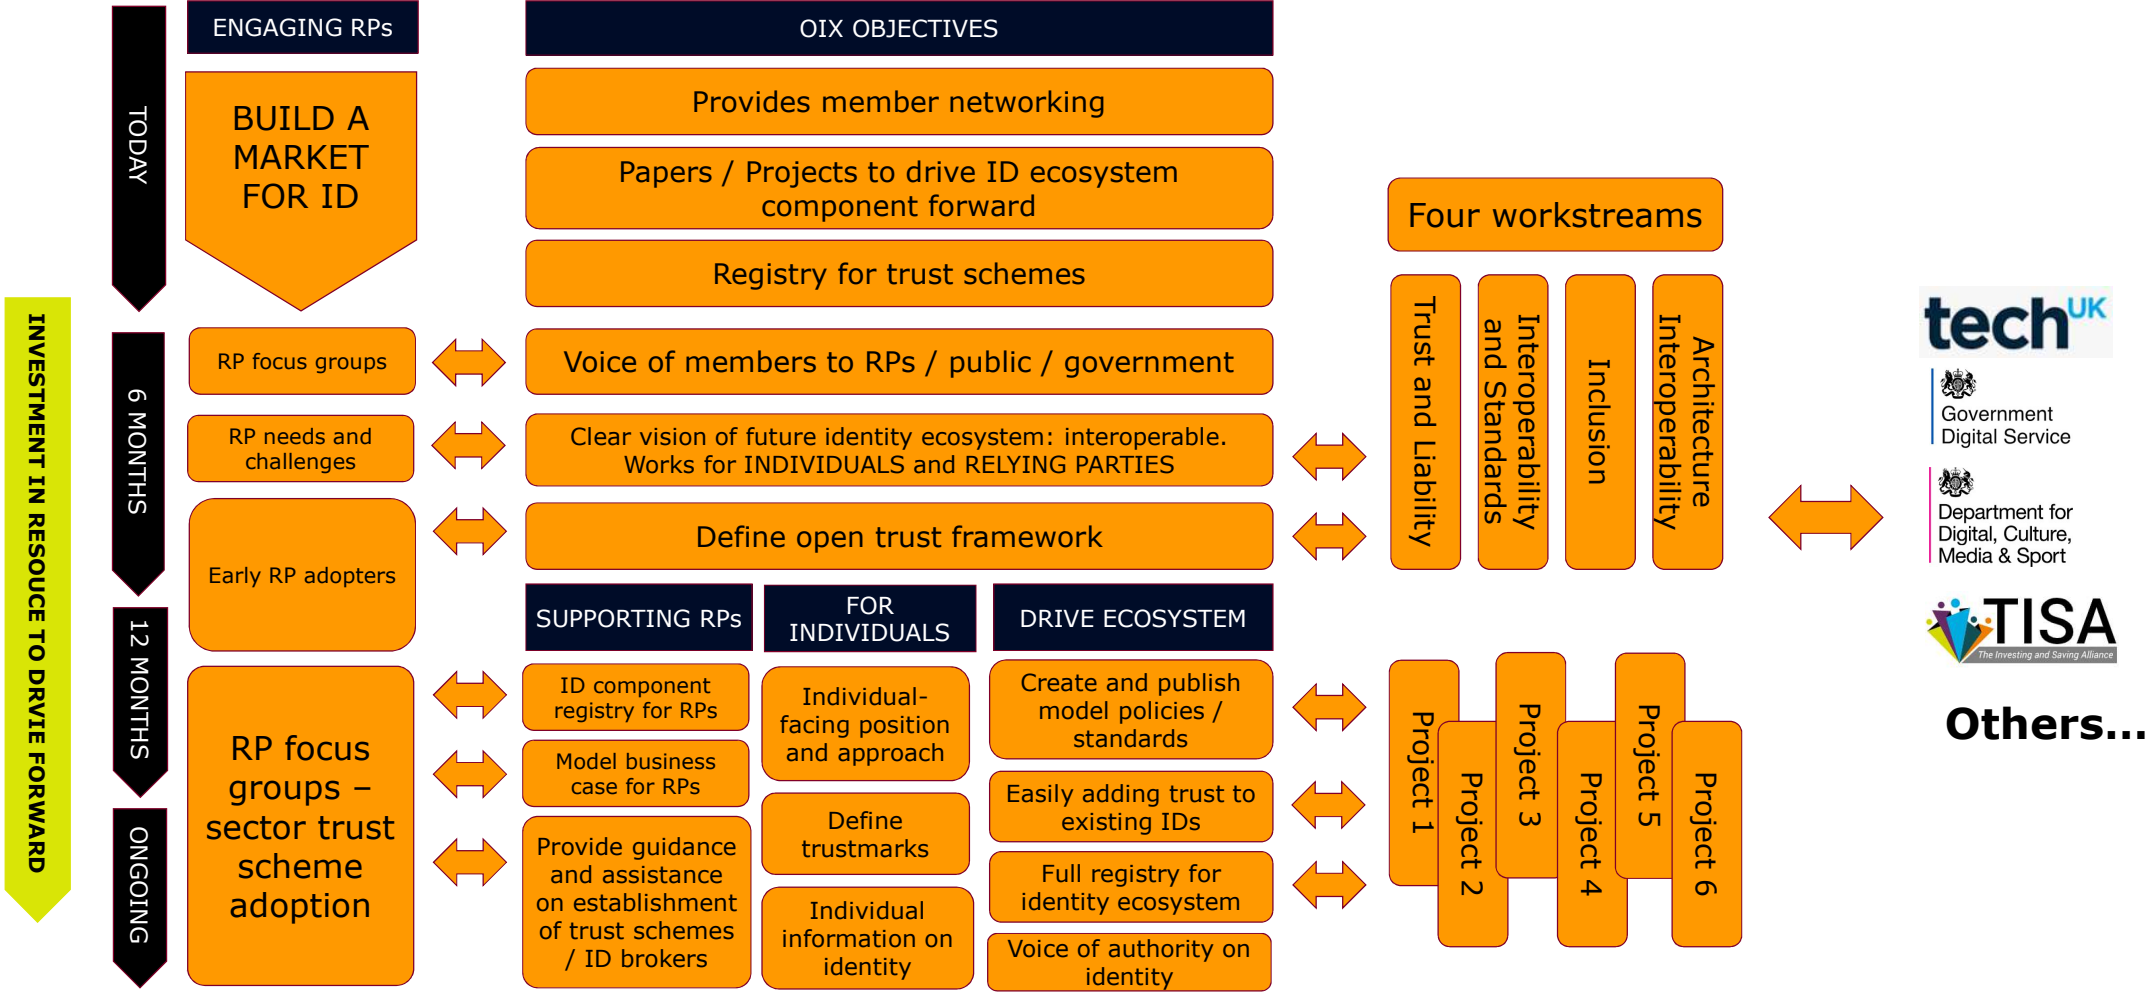 ENGAGING RPs
OIX OBJECTIVES
TODAY
6 MONTHS
12 MONTHS
ONGOING
INVESTMENT IN RESOUCE TO DRVIE FORWARD
BUILD A
MARKET
FOR ID
RP focus groups
RP needs and
challenges
Early RP adopters
RP focus
groups –
sector trust
scheme
adoption
Provides member networking
Papers / Projects to drive ID ecosystem
component forward
Registry for trust schemes
Voice of members to RPs / public / government
Clear vision of future identity ecosystem: interoperable.
Works for INDIVIDUALS and RELYING PARTIES
Define open trust framework
SUPPORTING RPs
ID component
registry for RPs
Model business
case for RPs
Provide guidance
and assistance
on establishment
of trust schemes
/ ID brokers
FOR
INDIVIDUALS
Individual-
facing position
and approach
Define
trustmarks
Individual
information on
identity
DRIVE ECOSYSTEM
Create and publish
model policies /
standards
Easily adding trust to
existing IDs
Full registry for
identity ecosystem
Voice of authority on
identity
Four workstreams
Trust and Liability
Interoperability
and Standards
Inclusion
Architecture
Interoperability
Project 1
Project 2
Project 3
Project 4
Project 5
Project 6
techUK
Government
Digital Service
Department for
Digital, Culture,
Media & Sport
TISA
The Investing and Saving Alliance
Others...